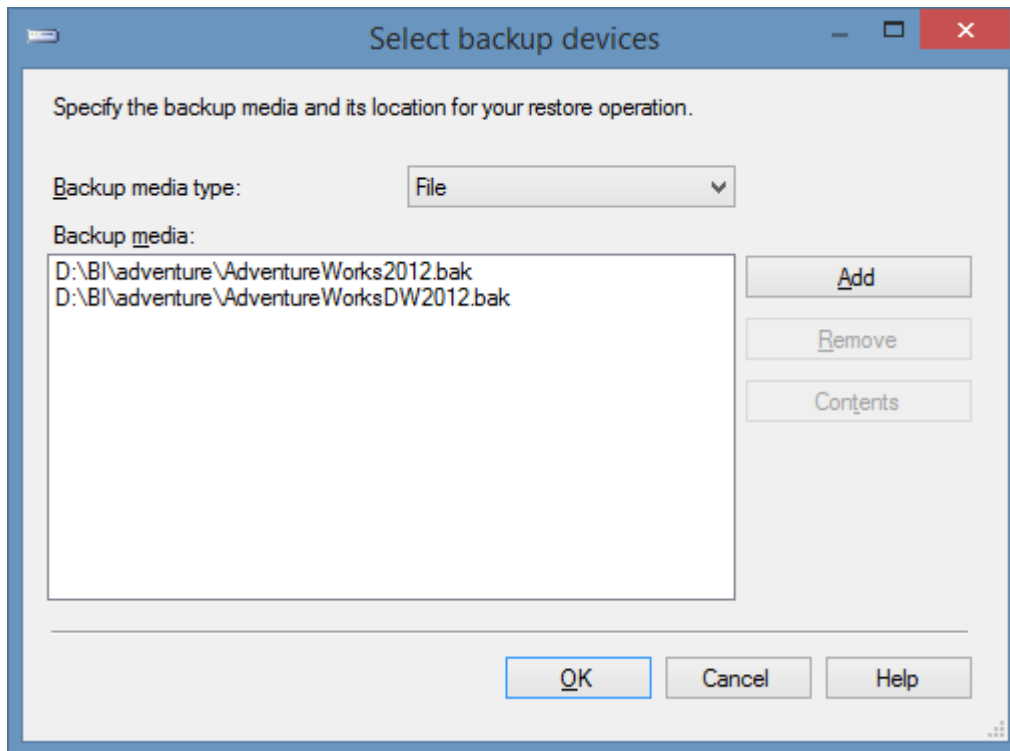 Select backup devices
Specify the backup media and its location for your restore operation.
Backup media type:
File
Backup media:
D:\BI\adventure\AdventureWorks2012.bak
D:\BI\adventure\AdventureWorksDW2012.bak
Add
Remove
Contents
OK
Cancel
Help